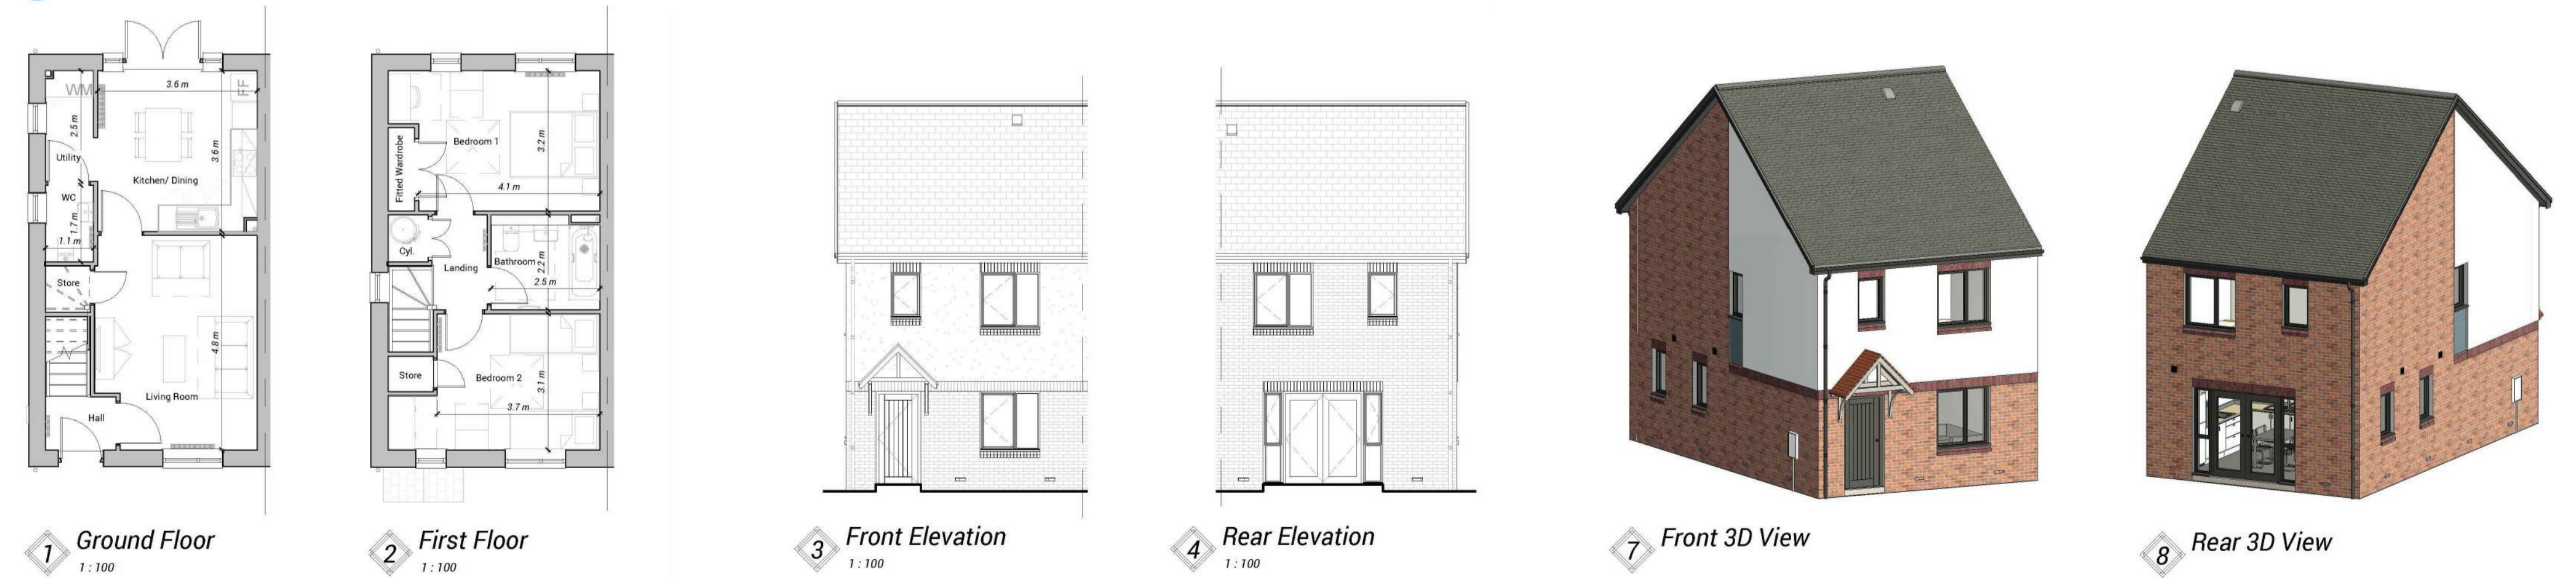 WM
3.6 m
FF
2.5 m
3.6 m
Utility
Kitchen/ Dining
WC
1.7 m
1.1 m
Store
4.8 m
Living Room
Hall
1
Ground Floor
1 : 100
Bedroom 1
3.2 m
Fitted Wardrobe
4.1 m
Cyl.
Landing
Bathroom
2.2 m
2.5 m
Store
Bedroom 2
3.1 m
3.7 m
2
First Floor
1 : 100
3
Front Elevation
1 : 100
4
Rear Elevation
1 : 100
7
Front 3D View
8
Rear 3D View